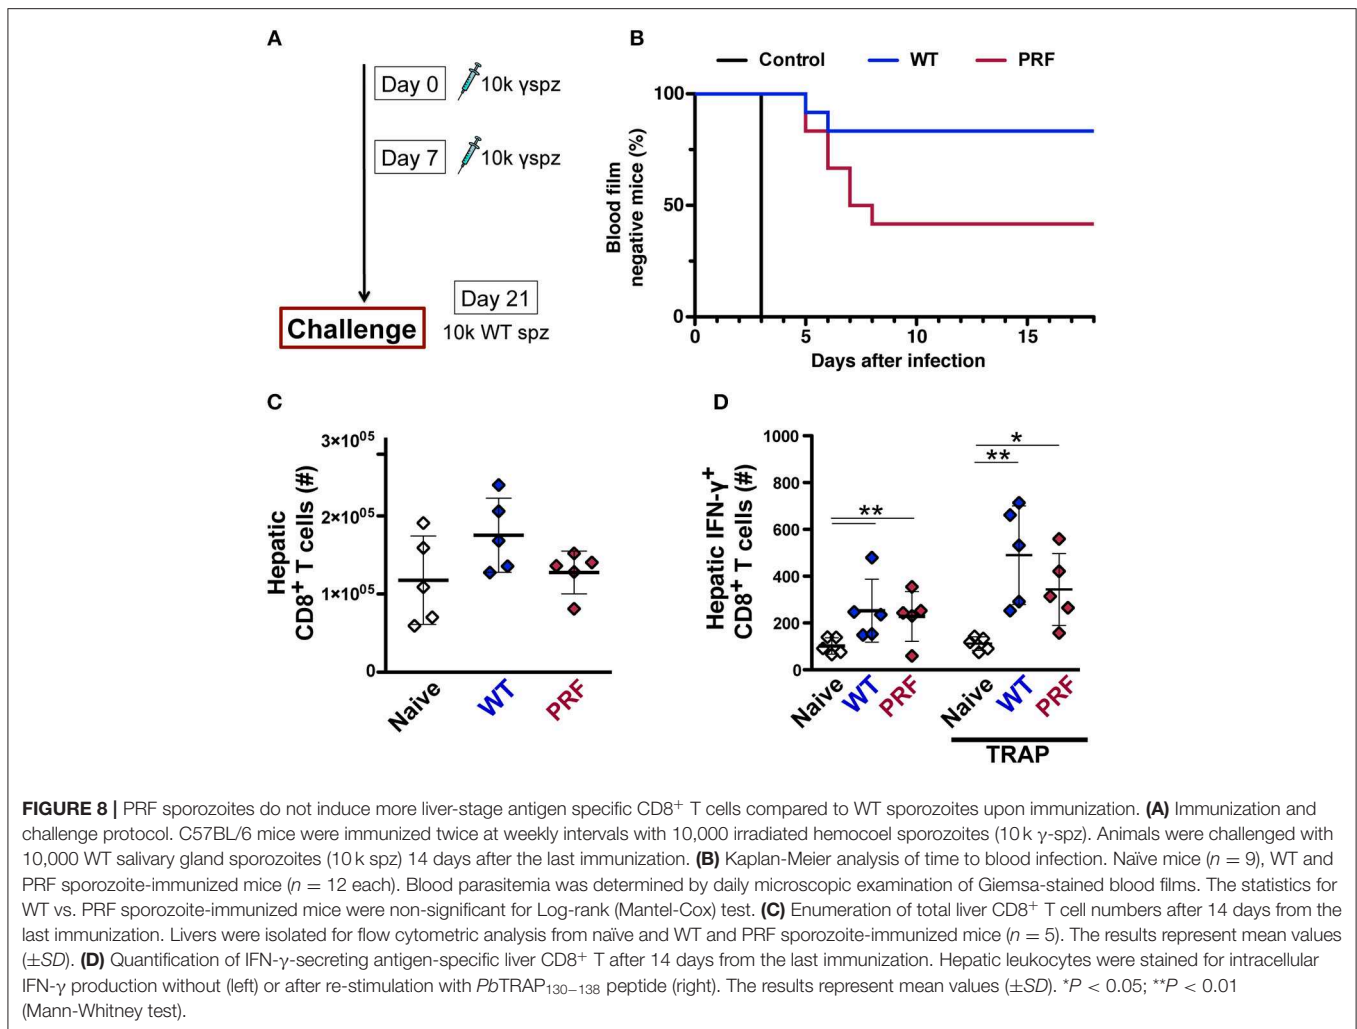 A
Day 0 10k γspz
Day 7 10k γspz
Day 21
Challenge 10k WT spz
B
Control WT PRF
Blood film
negative mice (%)
100
50
0
0 5 10 15
Days after infection
C
Hepatic
CD8+ T cells (#)
3×10⁰⁵
2×10⁰⁵
1×10⁰⁵
0
Naive WT PRF
D
Hepatic IFN-γ+
CD8+ T cells (#)
1000
800
600
400
200
0
**
**
*
Naive WT PRF Naive WT PRF
TRAP
FIGURE 8 | PRF sporozoites do not induce more liver-stage antigen specific CD8+ T cells compared to WT sporozoites upon immunization. (A) Immunization and
challenge protocol. C57BL/6 mice were immunized twice at weekly intervals with 10,000 irradiated hemocoel sporozoites (10 k γ-spz). Animals were challenged with
10,000 WT salivary gland sporozoites (10 k spz) 14 days after the last immunization. (B) Kaplan-Meier analysis of time to blood infection. Naïve mice (n = 9), WT and
PRF sporozoite-immunized mice (n = 12 each). Blood parasitemia was determined by daily microscopic examination of Giemsa-stained blood films. The statistics for
WT vs. PRF sporozoite-immunized mice were non-significant for Log-rank (Mantel-Cox) test. (C) Enumeration of total liver CD8+ T cell numbers after 14 days from the
last immunization. Livers were isolated for flow cytometric analysis from naïve and WT and PRF sporozoite-immunized mice (n = 5). The results represent mean values
(±SD). (D) Quantification of IFN-γ-secreting antigen-specific liver CD8+ T after 14 days from the last immunization. Hepatic leukocytes were stained for intracellular
IFN-γ production without (left) or after re-stimulation with PbTRAP130–138 peptide (right). The results represent mean values (±SD). *P < 0.05; **P < 0.01
(Mann-Whitney test).